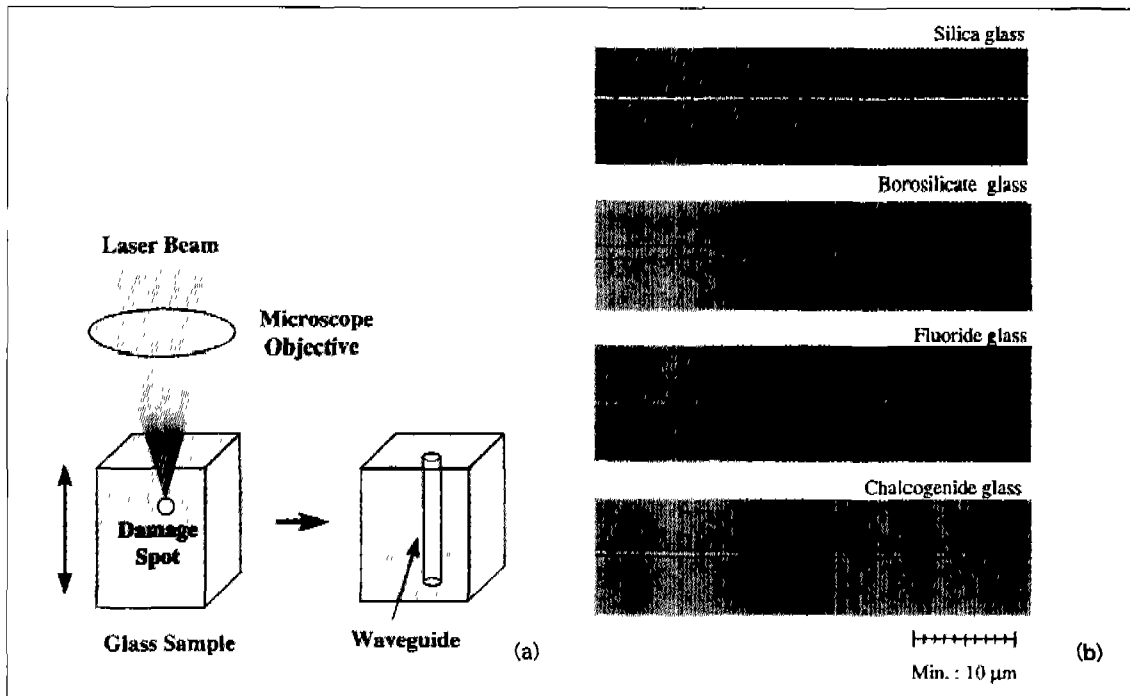 Laser Beam
Microscope
Objective
Damage
Spot
Glass Sample
Waveguide
(a)
Silica glass
Borosilicate glass
Fluoride glass
Chalcogenide glass
Min. : 10 μm
(b)